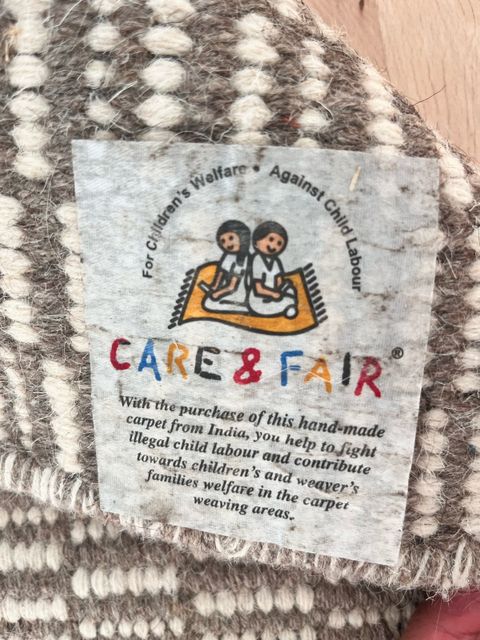 For Children's Welfare • Against Child Labour
CARE & FAIR®
With the purchase of this hand-made
carpet from India, you help to fight
illegal child labour and contribute
towards children's and weaver's
families welfare in the carpet
weaving areas.